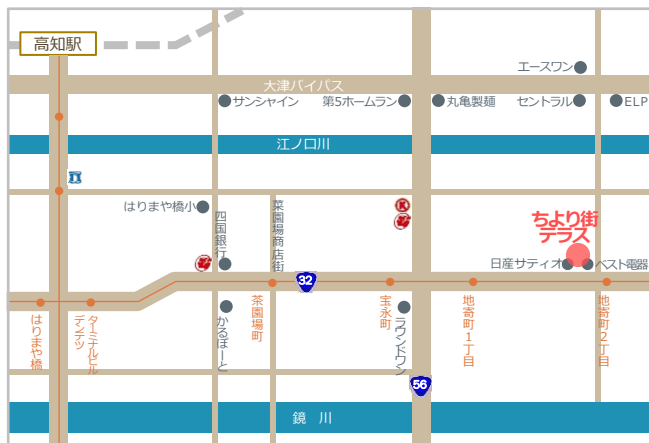 高知駅
エースワン
大津バイパス
サンシャイン
第5ホームラン
丸亀製麺
セントラル
ELP
江ノ口川
はりまや橋小
四国銀行
菜園場商店街
K
ちより街
テラス
日産サティオ
ベスト電器
32
はりまや橋
デンテツ
ターミナルビル
かるぽーと
茶園場町
宝永町
ラウンドワン
地寄町1丁目
地寄町2丁目
56
鏡 川